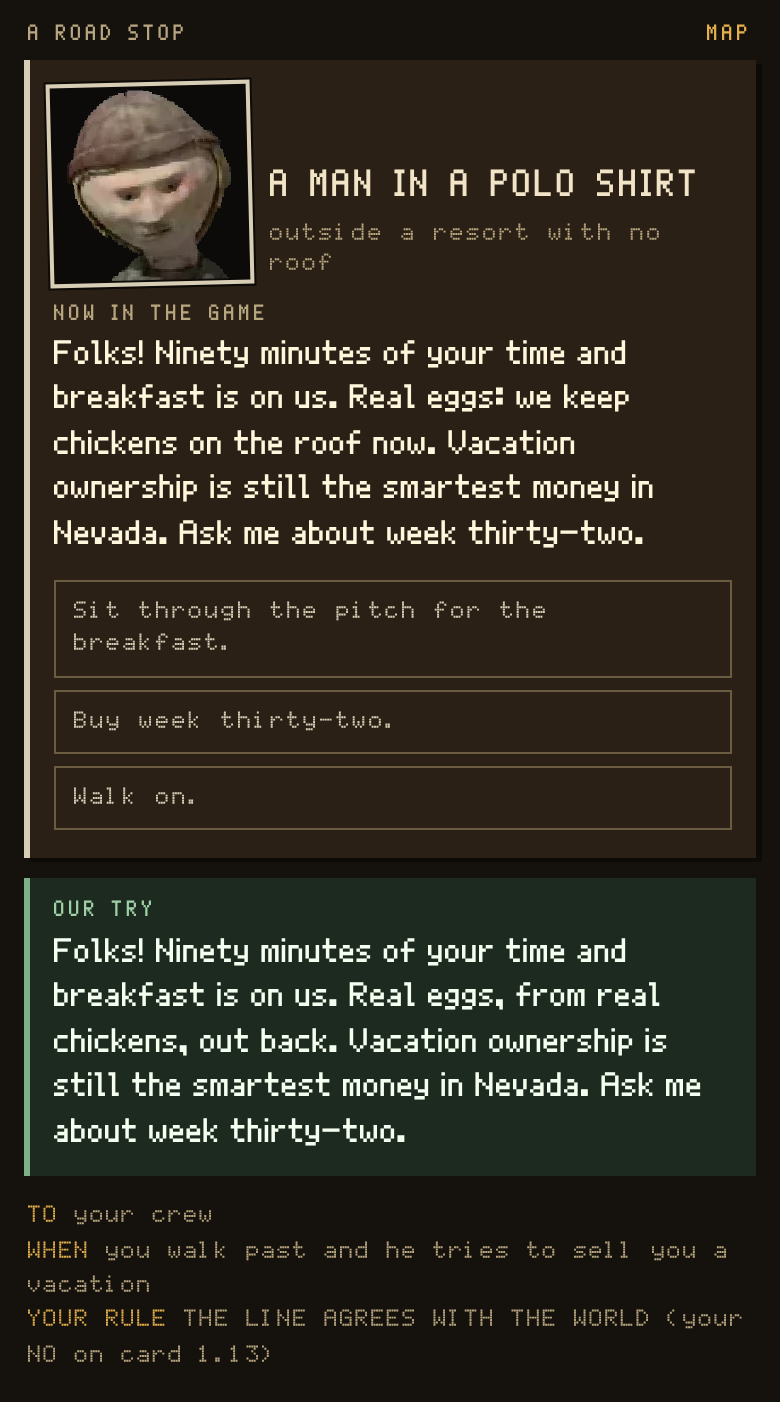 A ROAD STOP
MAP
A MAN IN A POLO SHIRT
outside a resort with no
roof
NOW IN THE GAME
Folks! Ninety minutes of your time and
breakfast is on us. Real eggs: we keep
chickens on the roof now. Vacation
ownership is still the smartest money in
Nevada. Ask me about week thirty-two.
Sit through the pitch for the
breakfast.
Buy week thirty-two.
Walk on.
OUR TRY
Folks! Ninety minutes of your time and
breakfast is on us. Real eggs, from real
chickens, out back. Vacation ownership is
still the smartest money in Nevada. Ask me
about week thirty-two.
TO your crew
WHEN you walk past and he tries to sell you a
vacation
YOUR RULE THE LINE AGREES WITH THE WORLD (your
NO on card 1.13)